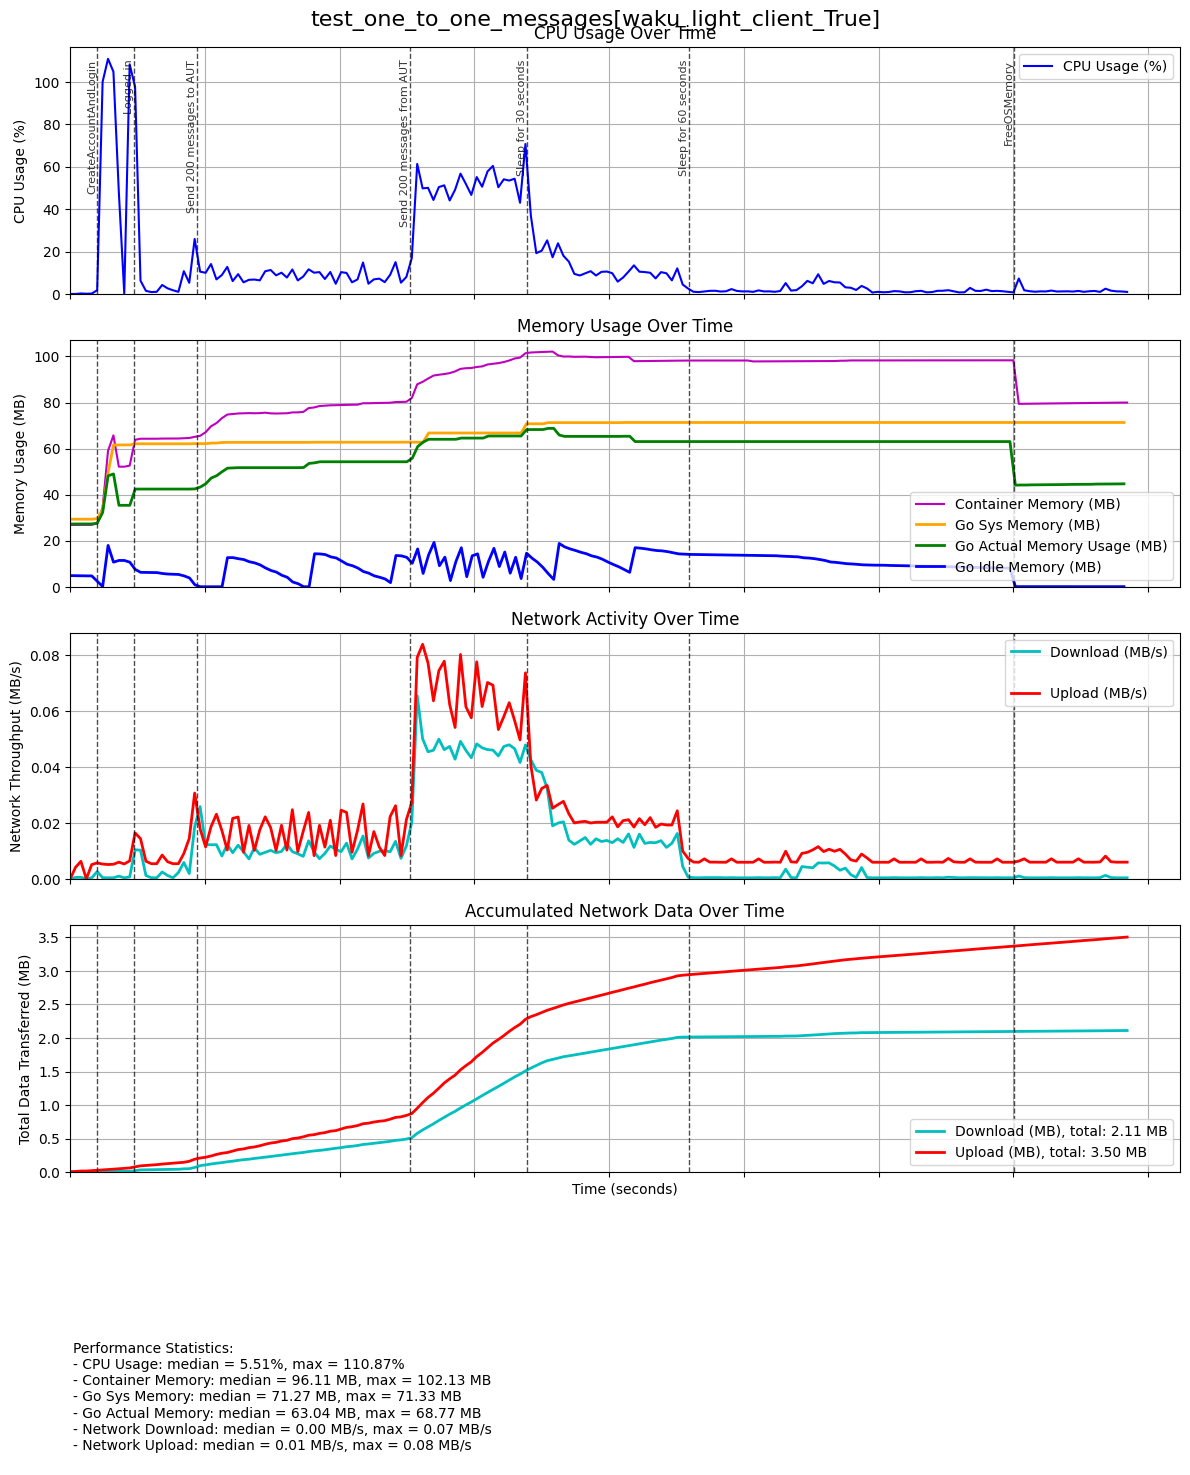 test_one_to_one_messages[waku_light_client_True]
CPU Usage Over Time
CPU Usage (%)
100
80
60
40
20
0
CreateAccountAndLogin
Logged in
Send 200 messages to AUT
Send 200 messages from AUT
Sleep for 30 seconds
Sleep for 60 seconds
FreeOSMemory
CPU Usage (%)
Memory Usage Over Time
Memory Usage (MB)
100
80
60
40
20
0
Container Memory (MB)
Go Sys Memory (MB)
Go Actual Memory Usage (MB)
Go Idle Memory (MB)
Network Activity Over Time
Network Throughput (MB/s)
0.08
0.06
0.04
0.02
0.00
Download (MB/s)
Upload (MB/s)
Accumulated Network Data Over Time
Total Data Transferred (MB)
3.5
3.0
2.5
2.0
1.5
1.0
0.5
0.0
Download (MB), total: 2.11 MB
Upload (MB), total: 3.50 MB
Time (seconds)
Performance Statistics:
- CPU Usage: median = 5.51%, max = 110.87%
- Container Memory: median = 96.11 MB, max = 102.13 MB
- Go Sys Memory: median = 71.27 MB, max = 71.33 MB
- Go Actual Memory: median = 63.04 MB, max = 68.77 MB
- Network Download: median = 0.00 MB/s, max = 0.07 MB/s
- Network Upload: median = 0.01 MB/s, max = 0.08 MB/s